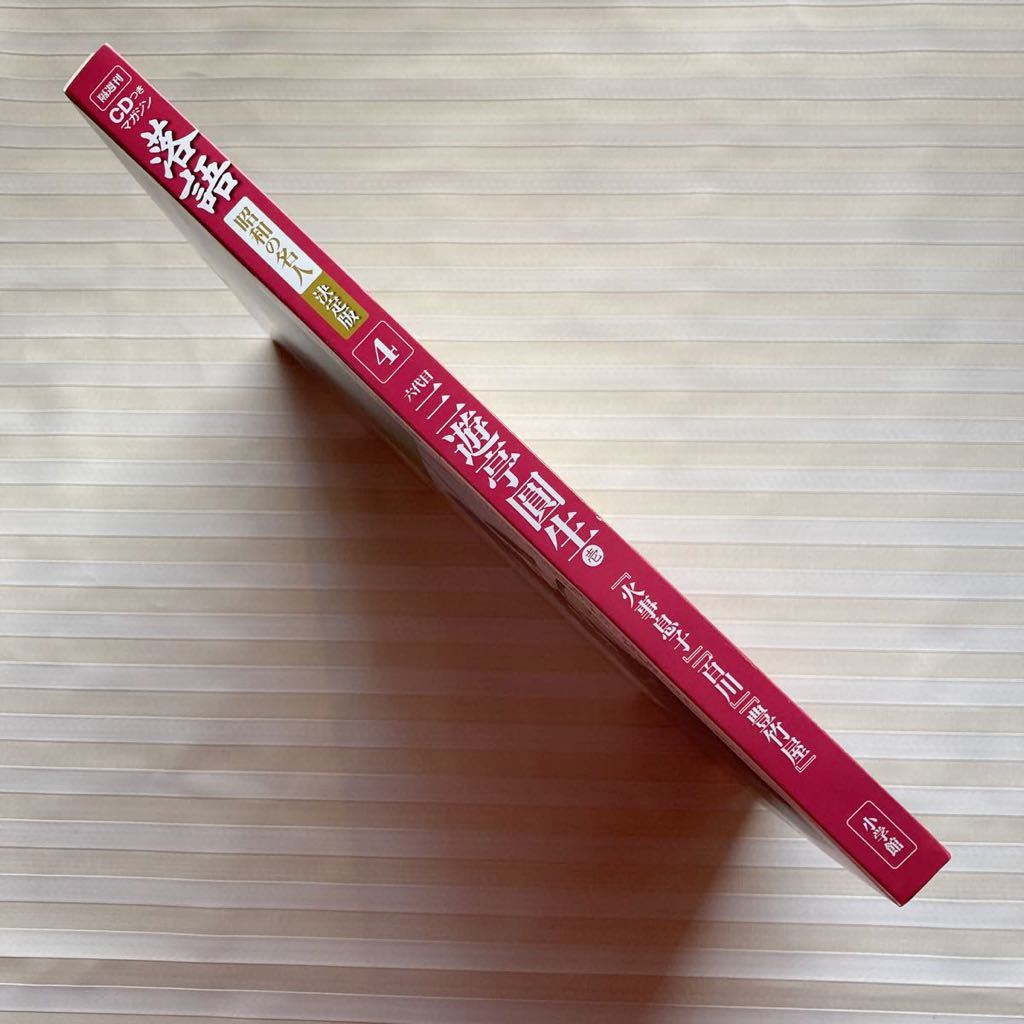 隔週刊
CDつき
マガジン
落語
昭和の名人
決定版
4
六代目
三遊亭圓生
壱
『火事息子』『百川』『豊竹屋』
小学館